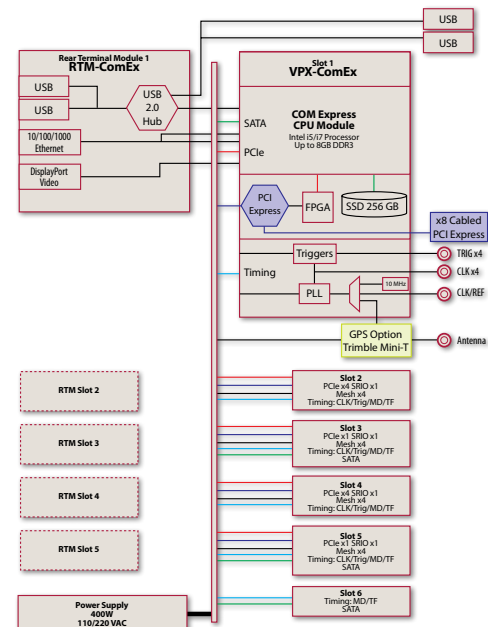 USB
USB
Rear Terminal Module 1
RTM-ComEx
USB
USB
USB
2.0
Hub
10/100/1000
Ethernet
DisplayPort
Video
Slot 1
VPX-ComEx
COM Express
CPU Module
Intel i5/i7 Processor
Up to 8GB DDR3
SATA
PCIe
PCI
Express
FPGA
SSD 256 GB
x8 Cabled
PCI Express
Triggers
TRIG x4
Timing
CLK x4
PLL
10 MHz
CLK/REF
GPS Option
Trimble Mini-T
Antenna
RTM Slot 2
Slot 2
PCIe x4 SRIO x1
Mesh x4
Timing: CLK/Trig/MD/TF
RTM Slot 3
Slot 3
PCIe x1 SRIO x1
Mesh x4
Timing: CLK/Trig/MD/TF
SATA
RTM Slot 4
Slot 4
PCIe x4 SRIO x1
Mesh x4
Timing: CLK/Trig/MD/TF
RTM Slot 5
Slot 5
PCIe x1 SRIO x1
Mesh x4
Timing: CLK/Trig/MD/TF
SATA
Slot 6
Timing: MD/TF
SATA
Power Supply
400W
110/220 VAC